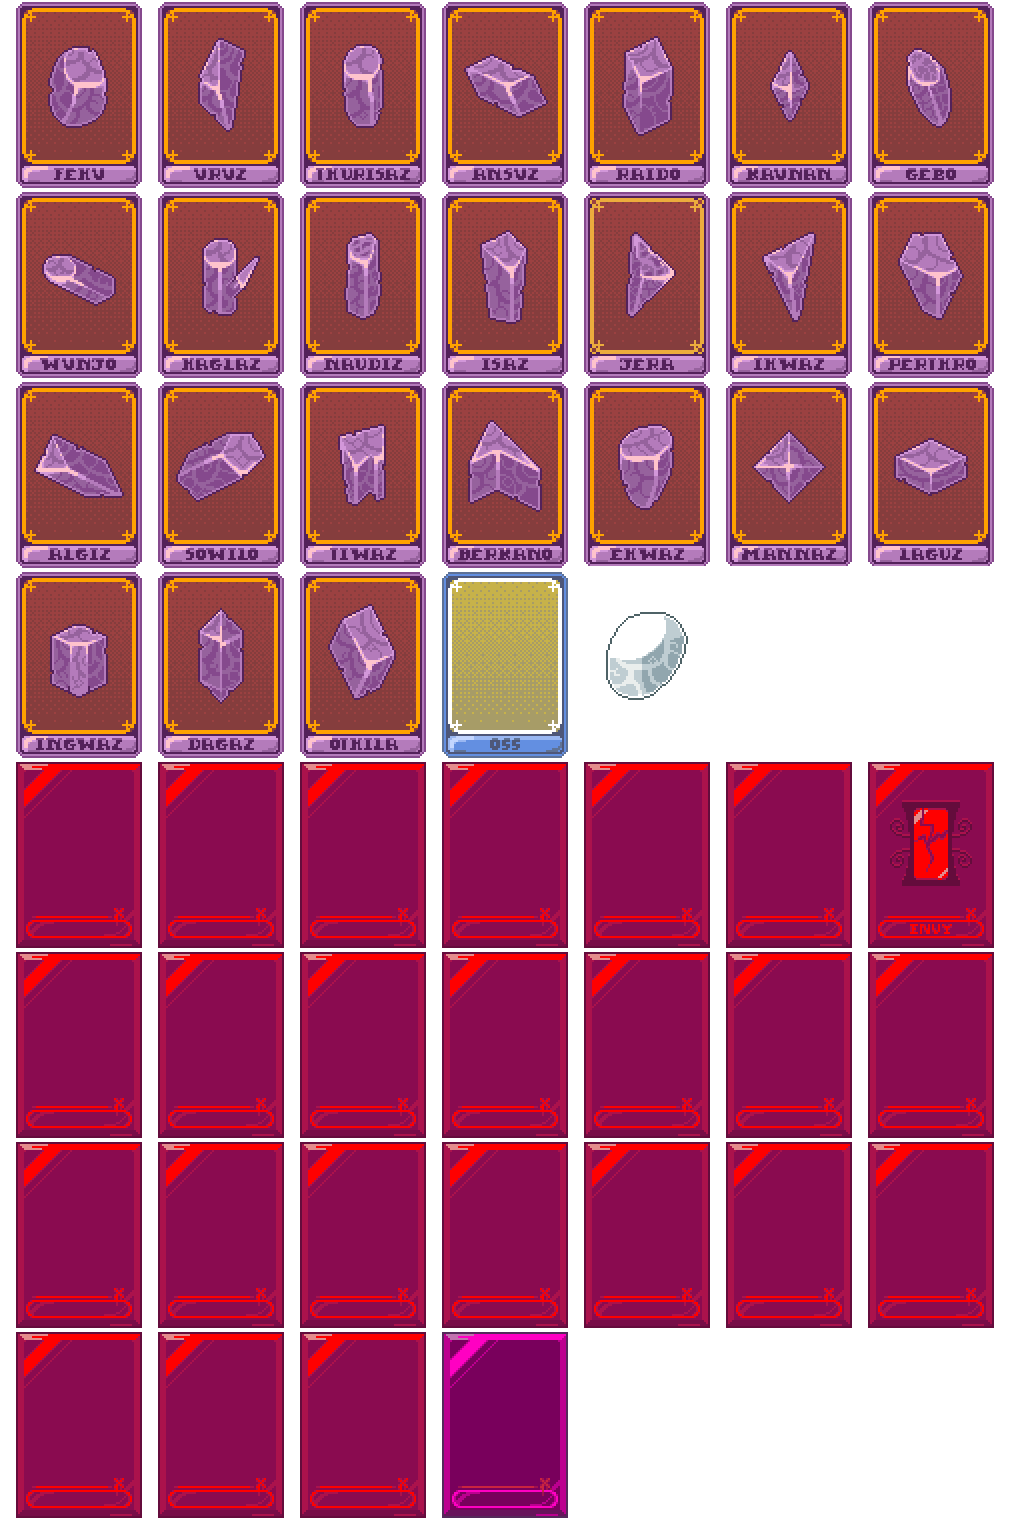 FEHU
URUZ
THURISAZ
ANSUZ
RAIDO
KAUNAN
GEBO
WUNJO
HAGLAZ
NAUDIZ
ISAZ
JERA
IHWAZ
PERTHRO
ALGIZ
SOWILO
TIWAZ
BERKANO
EHWAZ
MANNAZ
LAGUZ
INGWAZ
DAGAZ
OTHILA
OSS
ENVY